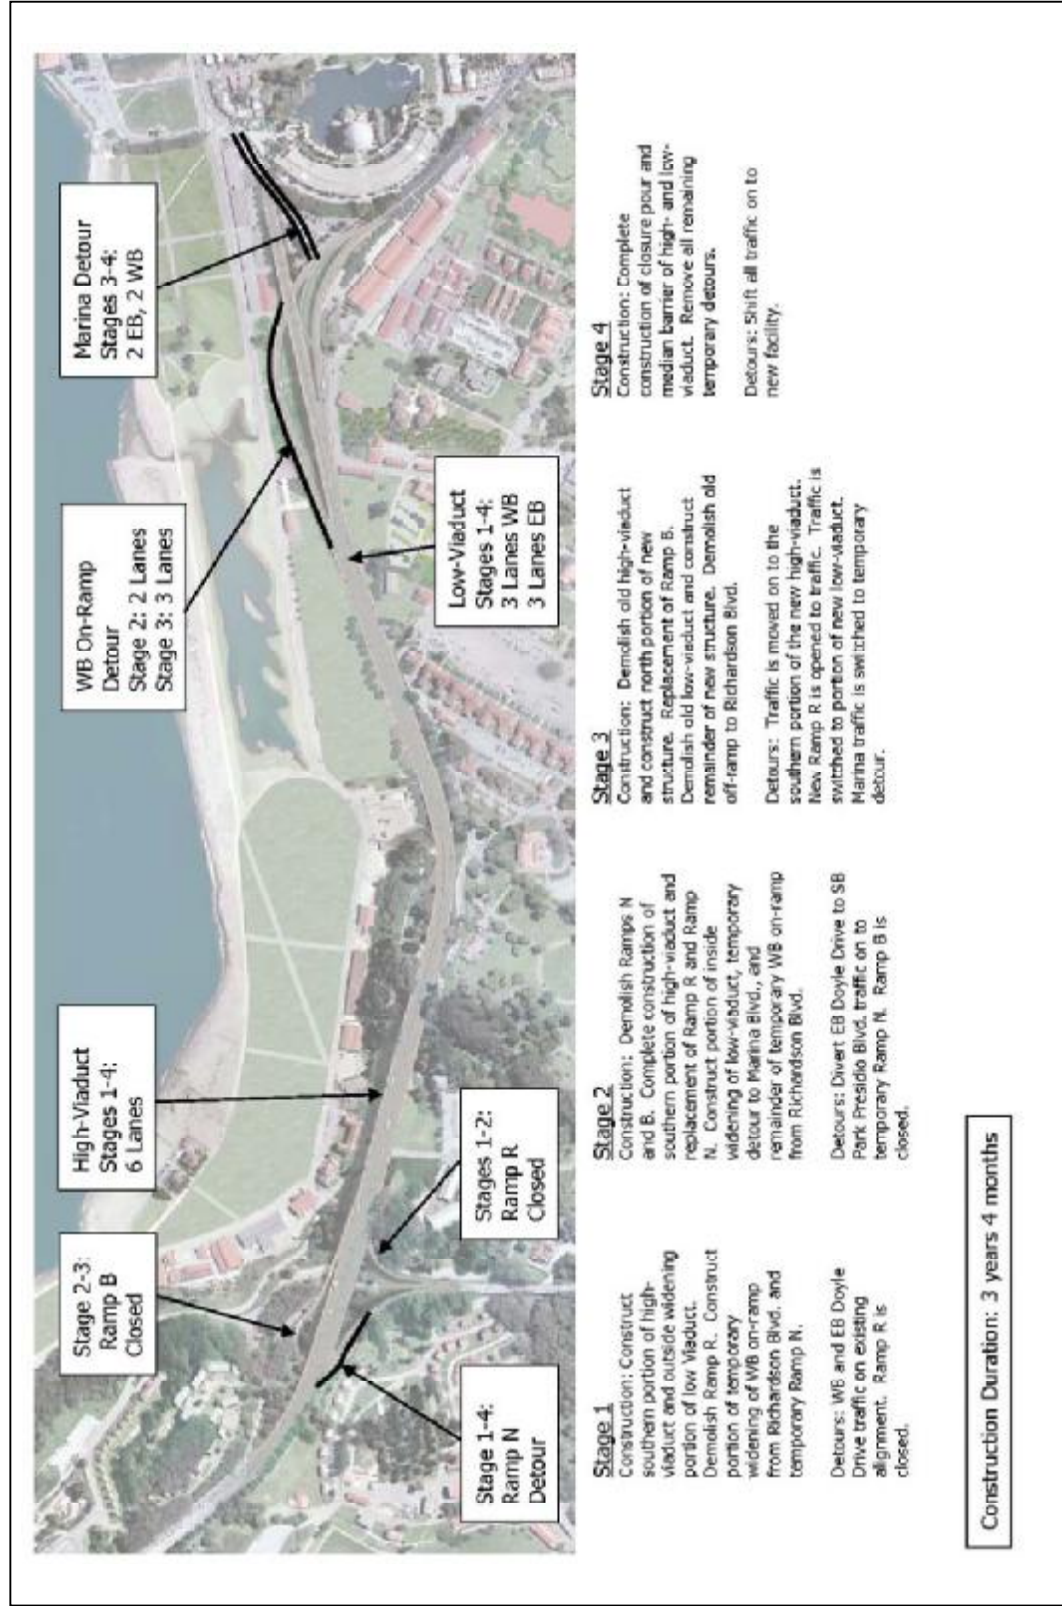 Stage 2-3:
Ramp B
Closed
High-Viaduct
Stages 1-4:
6 Lanes
WB On-Ramp
Detour
Stage 2: 2 Lanes
Stage 3: 3 Lanes
Marina Detour
Stages 3-4:
2 EB, 2 WB
Stage 1-4:
Ramp N
Detour
Stages 1-2:
Ramp R
Closed
Low-Viaduct
Stages 1-4:
3 Lanes WB
3 Lanes EB
Stage 1
Construction: Construct
southern portion of high-
viaduct and outside widening
portion of low Viaduct.
Demolish Ramp R. Construct
portion of temporary
widening of WB on-ramp
from Richardson Blvd. and
temporary Ramp N.
Detours: WB and EB Doyle
Drive traffic on existing
alignment. Ramp R is
closed.
Stage 2
Construction: Demolish Ramps N
and B. Complete construction of
southern portion of high-viaduct and
replacement of Ramp R and Ramp
N. Construct portion of inside
widening of low-viaduct, temporary
detour to Marina Blvd., and
remainder of temporary WB on-ramp
from Richardson Blvd.
Detours: Divert EB Doyle Drive to SB
Park Presidio Blvd. traffic on to
temporary Ramp N. Ramp B is
closed.
Stage 3
Construction: Demolish old high-viaduct
and construct north portion of new
structure. Replacement of Ramp B.
Demolish old low-viaduct and construct
remainder of new structure. Demolish old
off-ramp to Richardson Blvd.
Detours: Traffic is moved on to the
southern portion of the new high-viaduct.
New Ramp R is opened to traffic. Traffic is
switched to portion of new low-viaduct.
Marina traffic is switched to temporary
detour.
Stage 4
Construction: Complete
construction of closure pour and
median barrier of high- and low-
viaduct. Remove all remaining
temporary detours.
Detours: Shift all traffic on to
new facility.
Construction Duration: 3 years 4 months